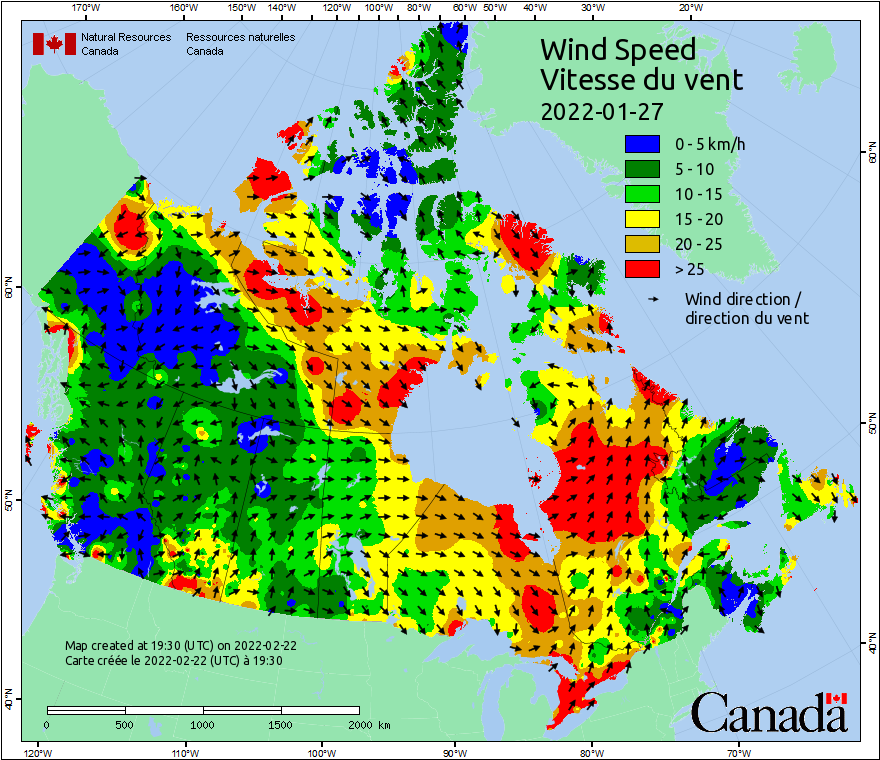 170°W 160°W 150°W 140°W 130°W 120°W 110°W 100°W 80°W 60°W 50°W 40°W 30°W 20°W
Natural Resources Ressources naturelles
Canada Canada
Wind Speed
Vitesse du vent
2022-01-27
0 - 5 km/h
5 - 10
10 - 15
15 - 20
20 - 25
> 25
Wind direction /
direction du vent
60°N
60°N
50°N
50°N
40°N
40°N
Map created at 19:30 (UTC) on 2022-02-22
Carte créée le 2022-02-22 (UTC) à 19:30
0 500 1000 1500 2000 km
Canada
120°W 110°W 100°W 90°W 80°W 70°W